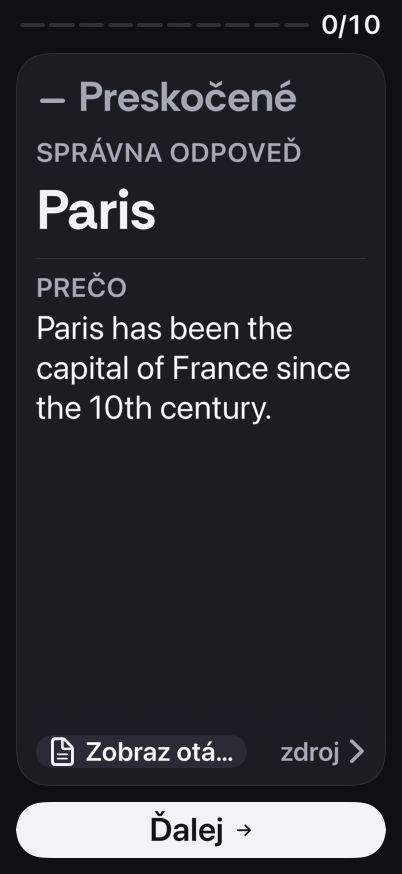 0/10
– Preskočené
SPRÁVNA ODPOVEĎ
Paris
PREČO
Paris has been the
capital of France since
the 10th century.
Zobraz otá...
zdroj >
Ďalej →